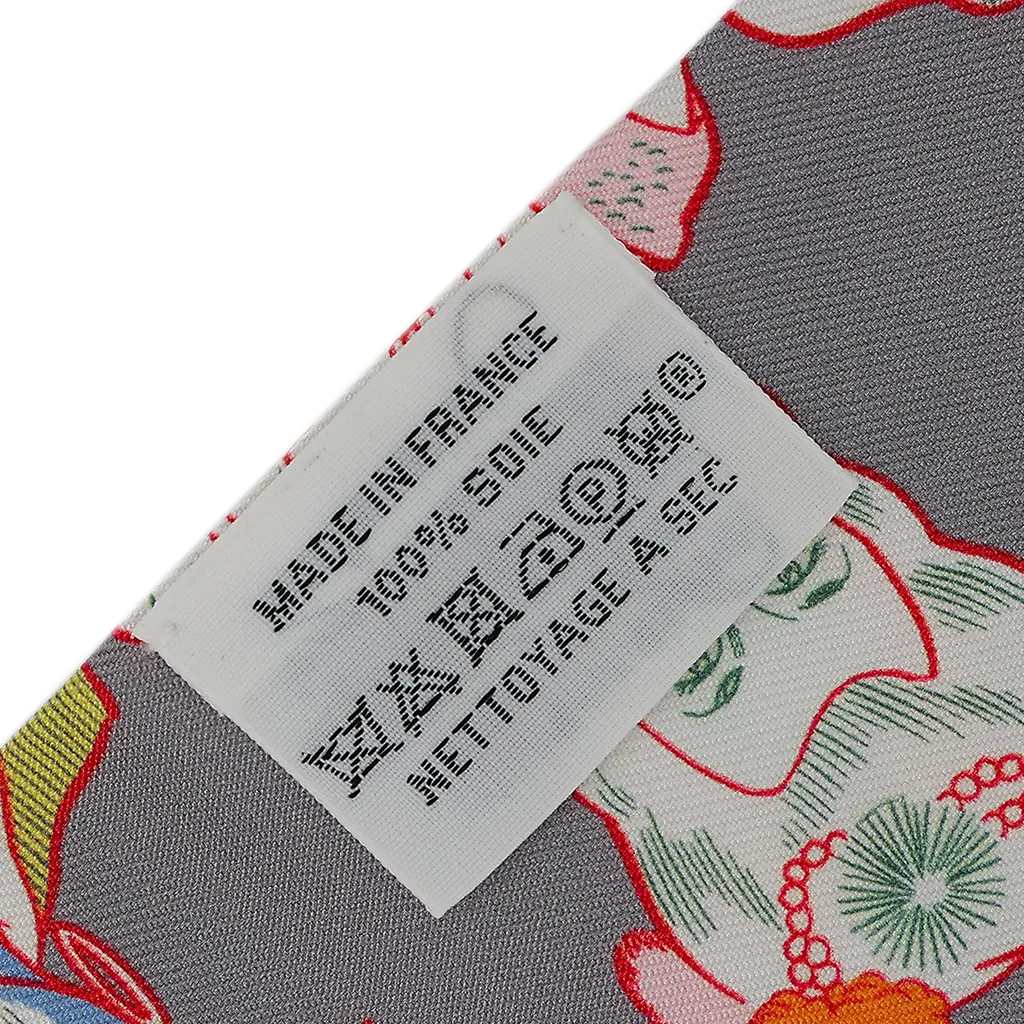 MADE IN FRANCE
100% SOIE
P ®
NETTOYAGE A SEC